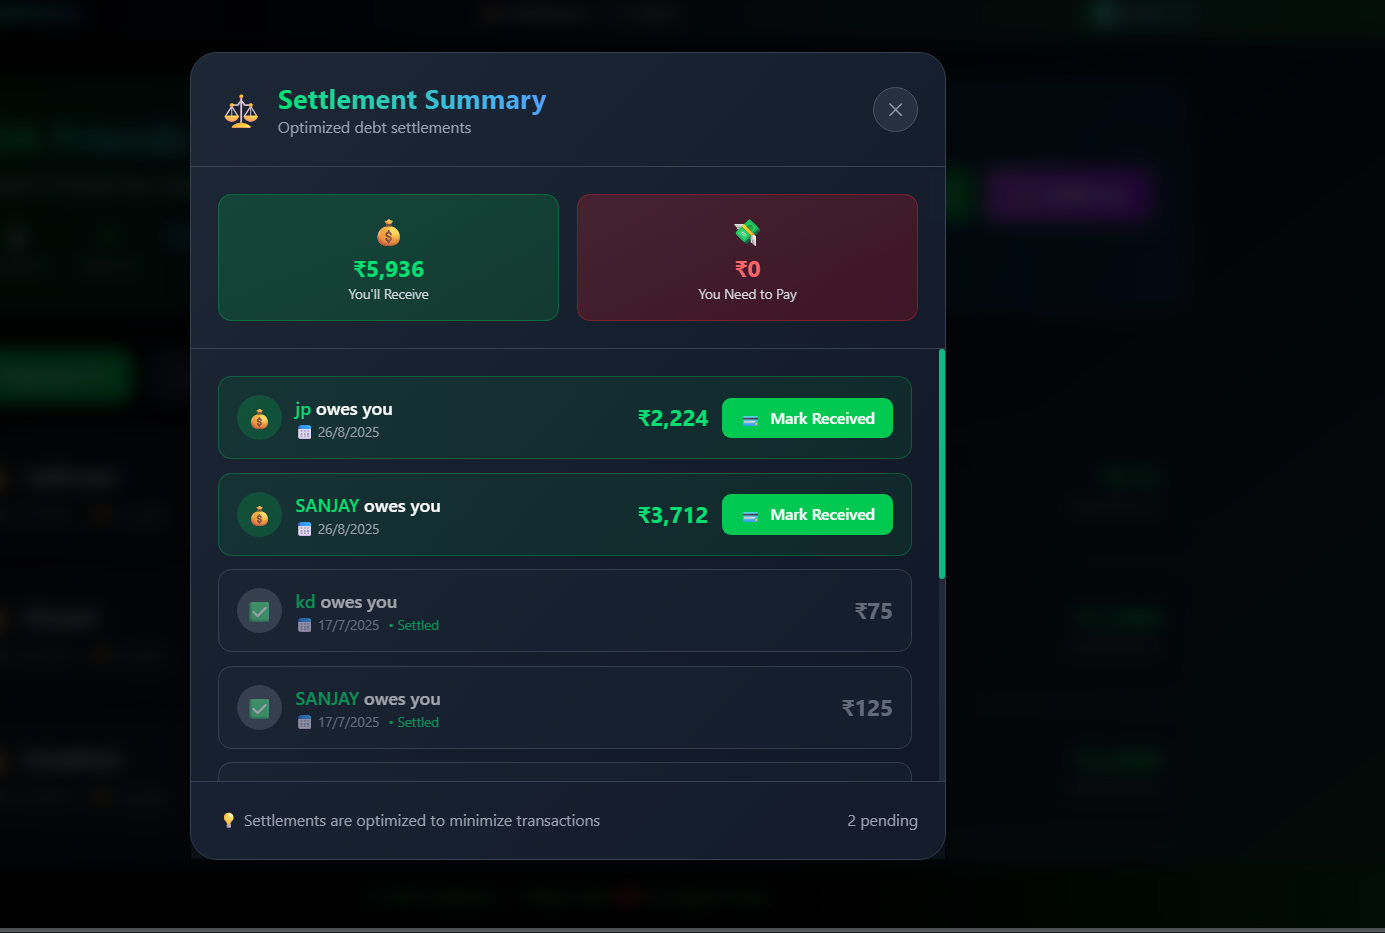 Settlement Summary
Optimized debt settlements
₹5,936
You'll Receive
₹0
You Need to Pay
jp owes you
26/8/2025
₹2,224
Mark Received
SANJAY owes you
26/8/2025
₹3,712
Mark Received
kd owes you
17/7/2025 • Settled
₹75
SANJAY owes you
17/7/2025 • Settled
₹125
Settlements are optimized to minimize transactions
2 pending